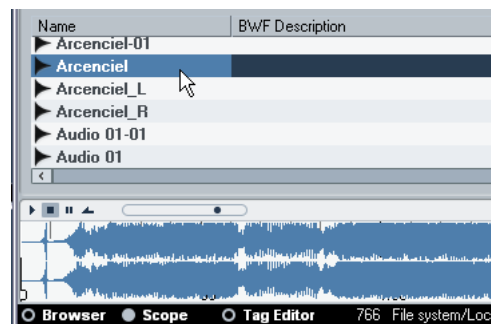 Name BWF Description
Arcenciel-01
Arcenciel
Arcenciel_L
Arcenciel_R
Audio 01-01
Audio 01
Browser Scope Tag Editor 766 File system/Loc